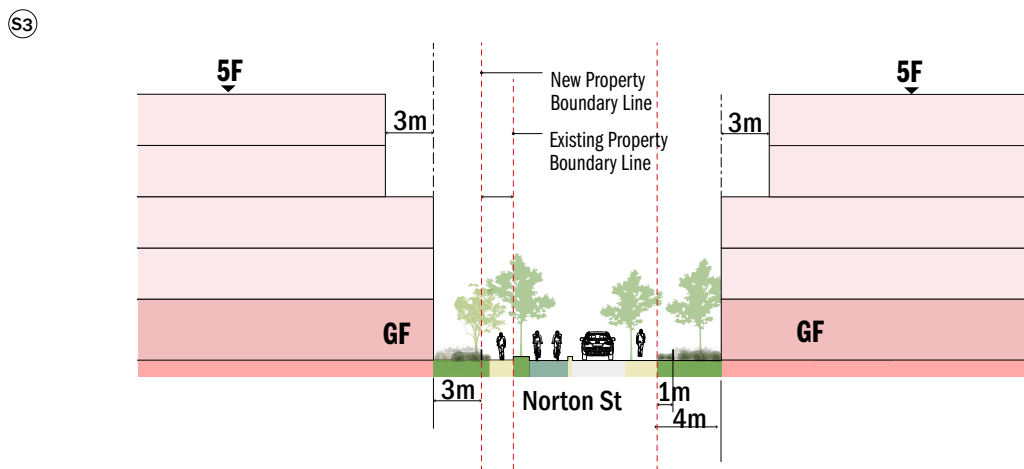 S3
5F
5F
New Property
Boundary Line
3m
3m
Existing Property
Boundary Line
GF
GF
3m
Norton St
1m
4m